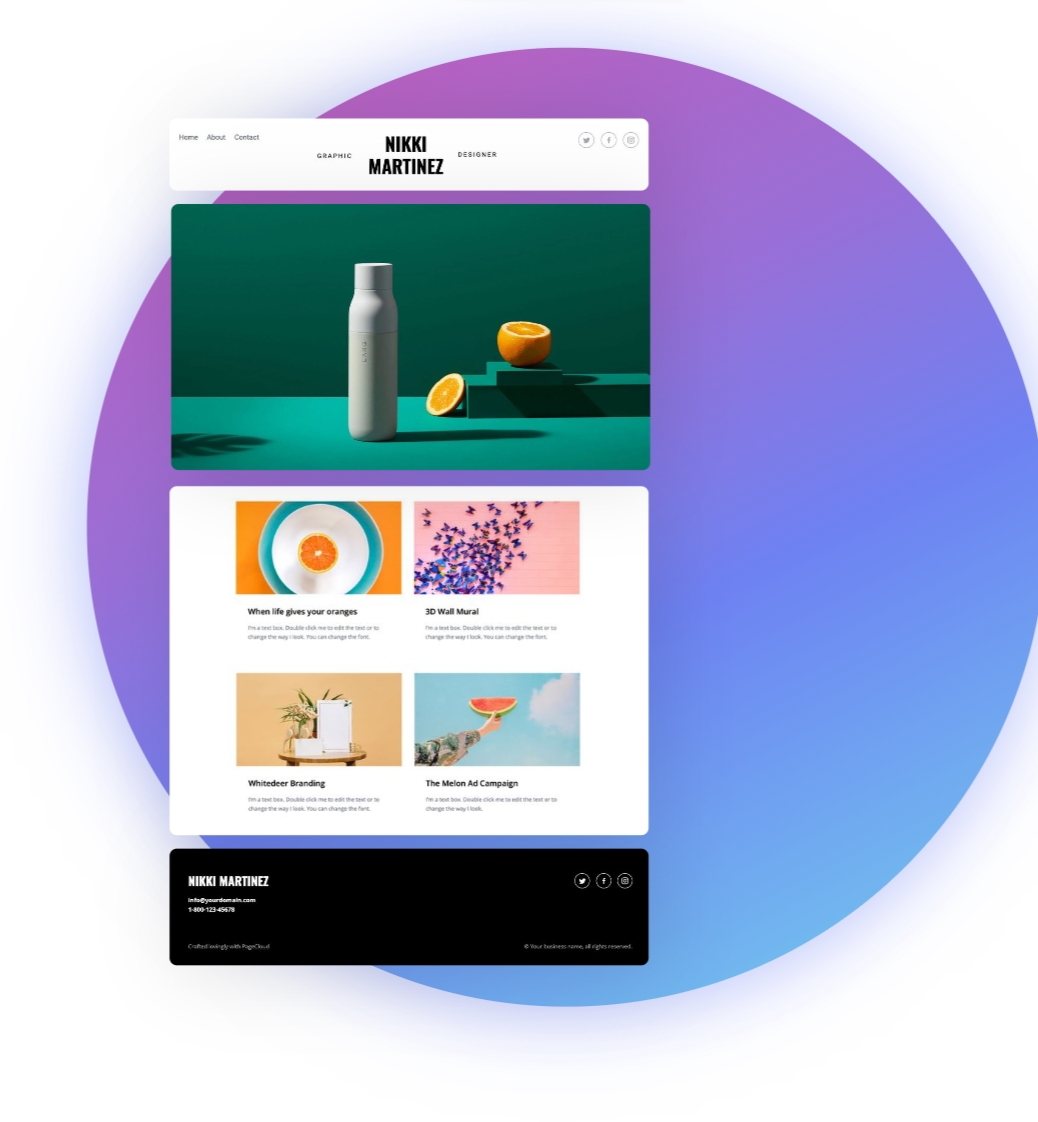 Home About Contact
NIKKI
GRAPHIC MARTINEZ DESIGNER
When life gives your oranges
I'm a text box. Double click me to edit the text or to
change the way I look. You can change the font.
3D Wall Mural
I'm a text box. Double click me to edit the text or to
change the way I look. You can change the font.
Whitedeer Branding
I'm a text box. Double click me to edit the text or to
change the way I look. You can change the font.
The Melon Ad Campaign
I'm a text box. Double click me to edit the text or to
change the way I look.
NIKKI MARTINEZ
info@yourdomain.com
1-800-123-45678
Crafted lovingly with PageCloud
© Your business name, all rights reserved.